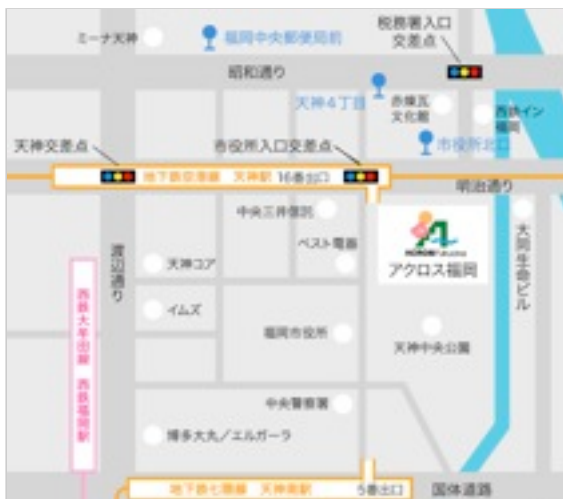 税務署入口
交差点
ミーナ天神
福岡中央郵便局前
昭和通り
天神4丁目
赤煉瓦
文化館
西鉄イン
福岡
市役所北口
天神交差点
市役所入口交差点
地下鉄空港線 天神駅 16番出口
明治通り
中央三井信託
ベスト電器
アクロス福岡
大同生命ビル
渡辺通り
天神コア
イムズ
福岡市役所
天神中央公園
西鉄大牟田線 西鉄福岡駅
中央警察署
博多大丸/エルガーラ
地下鉄七隈線 天神南駅
5番出口
国体道路